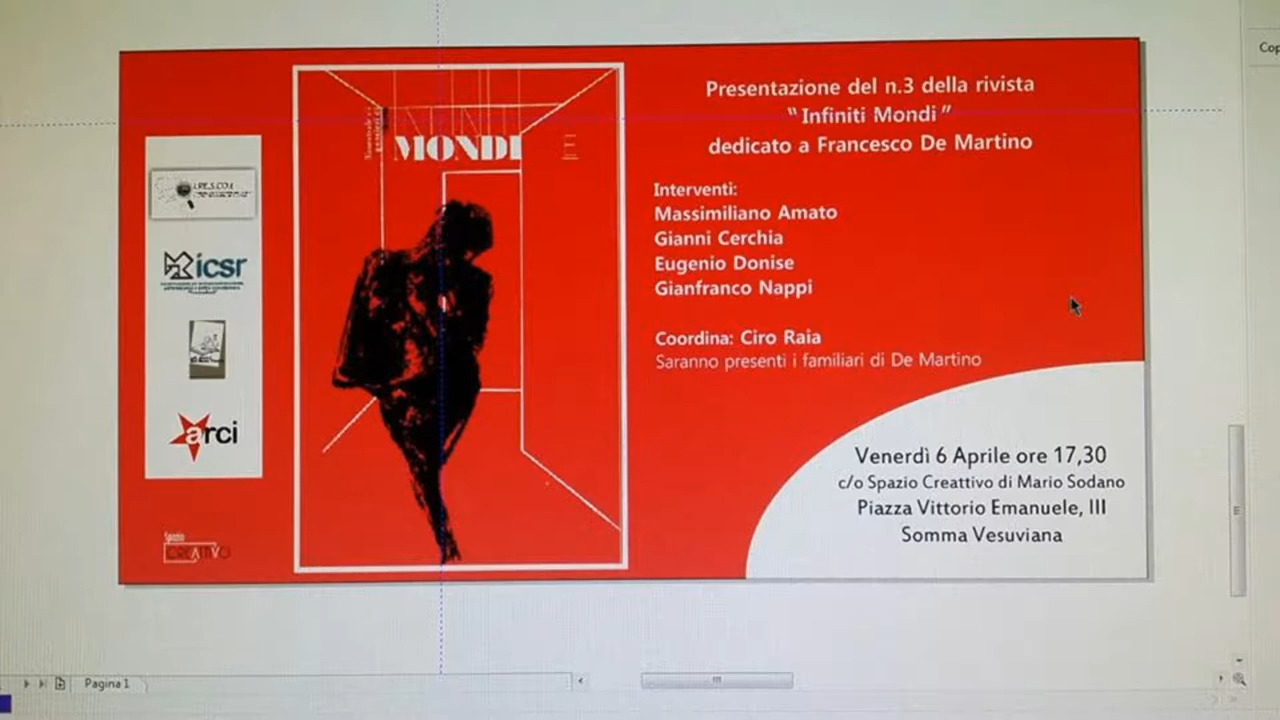 Cop
Presentazione del n.3 della rivista
“Infiniti Mondi”
dedicato a Francesco De Martino
Interventi:
Massimiliano Amato
Gianni Cerchia
Eugenio Donise
Gianfranco Nappi
Coordina: Ciro Raia
Saranno presenti i familiari di De Martino
Venerdì 6 Aprile ore 17,30
c/o Spazio Creattivo di Mario Sodano
Piazza Vittorio Emanuele, III
Somma Vesuviana
MONDI
E
icsr
arci
Spazio
CREATTIVO
Pagina 1